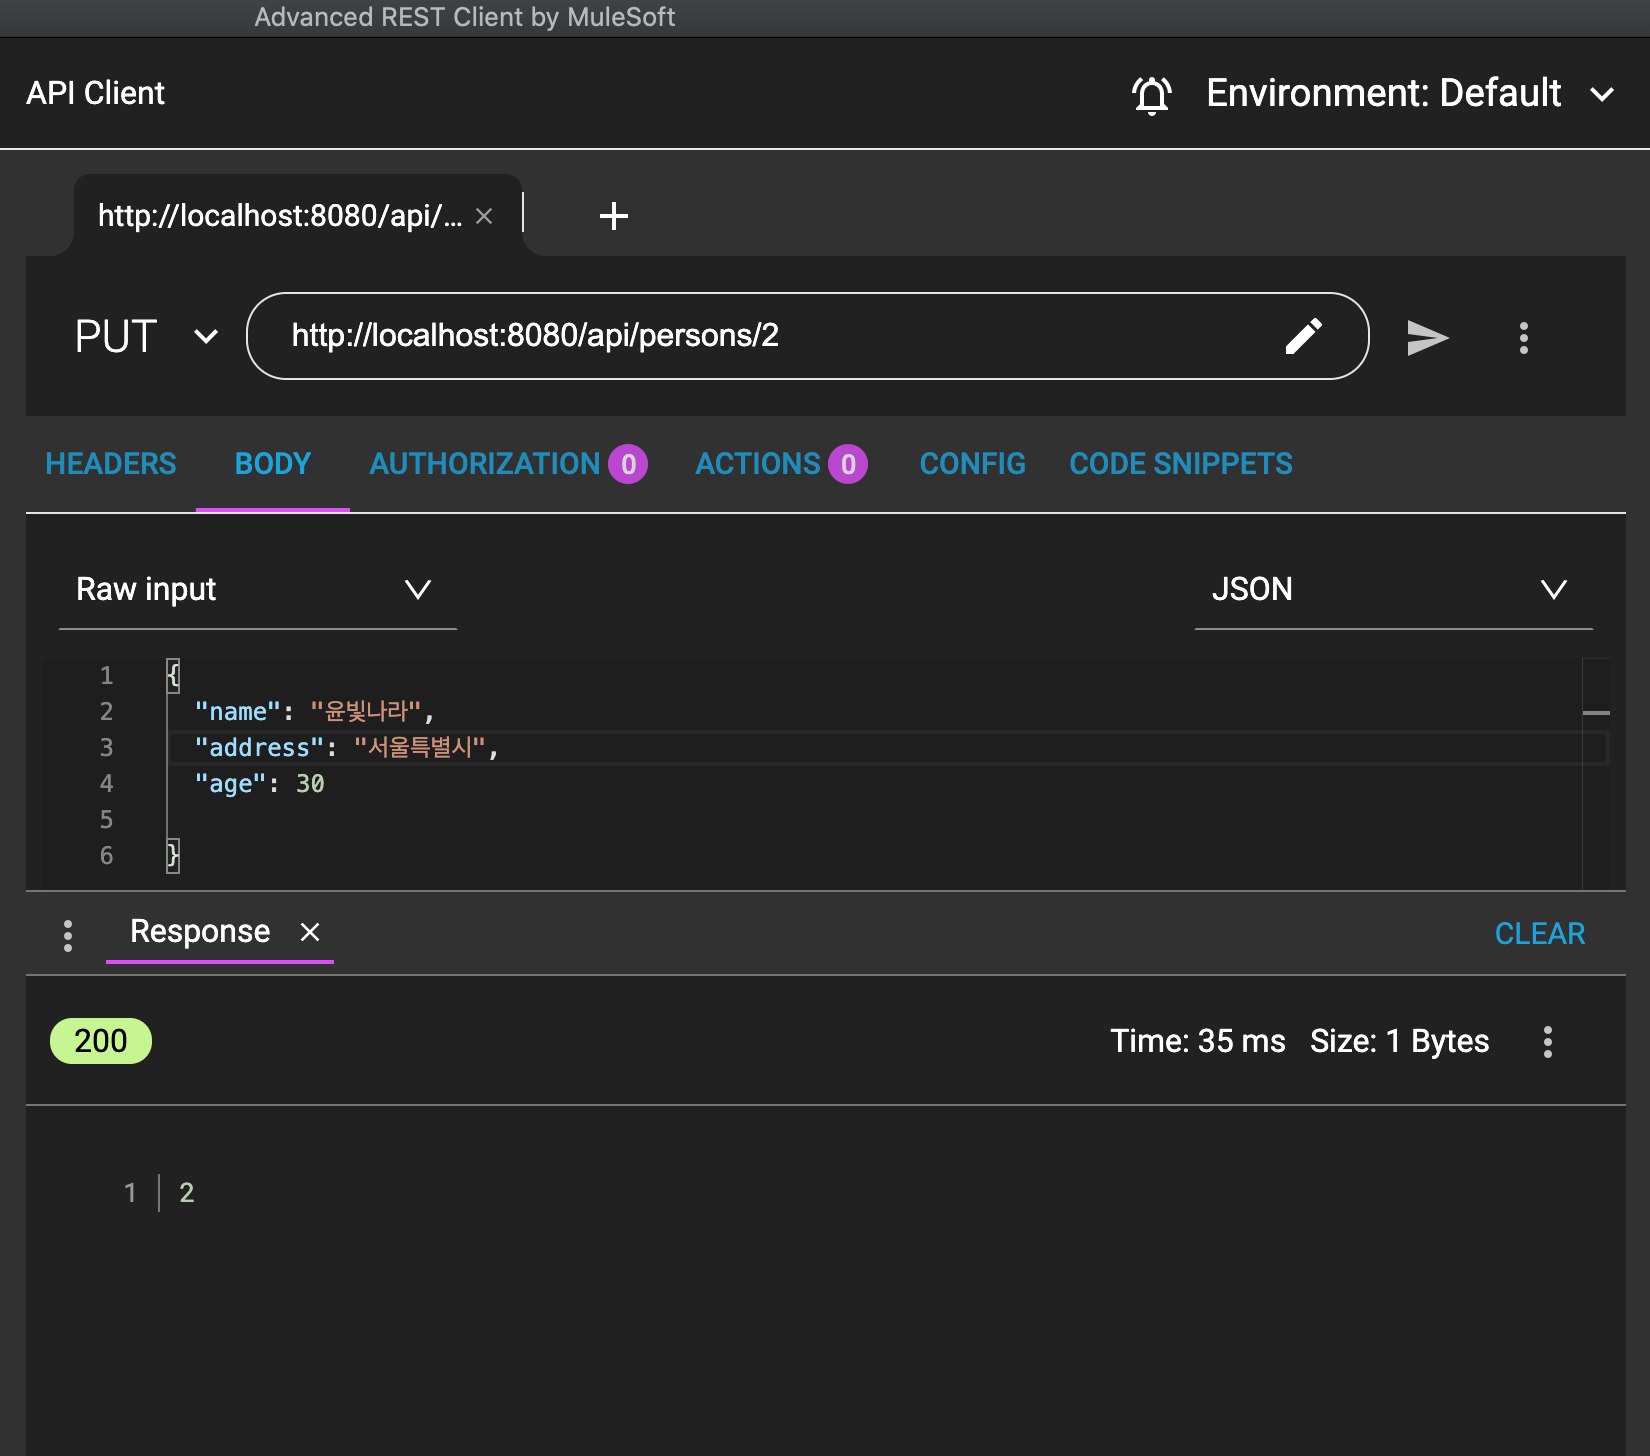 Advanced REST Client by MuleSoft
API Client
Environment: Default
http://localhost:8080/api/...
PUT
http://localhost:8080/api/persons/2
HEADERS BODY AUTHORIZATION 0 ACTIONS 0 CONFIG CODE SNIPPETS
Raw input
JSON
1 {
2 "name": "윤빛나라",
3 "address": "서울특별시",
4 "age": 30
5
6 }
Response
CLEAR
200
Time: 35 ms Size: 1 Bytes
1 2